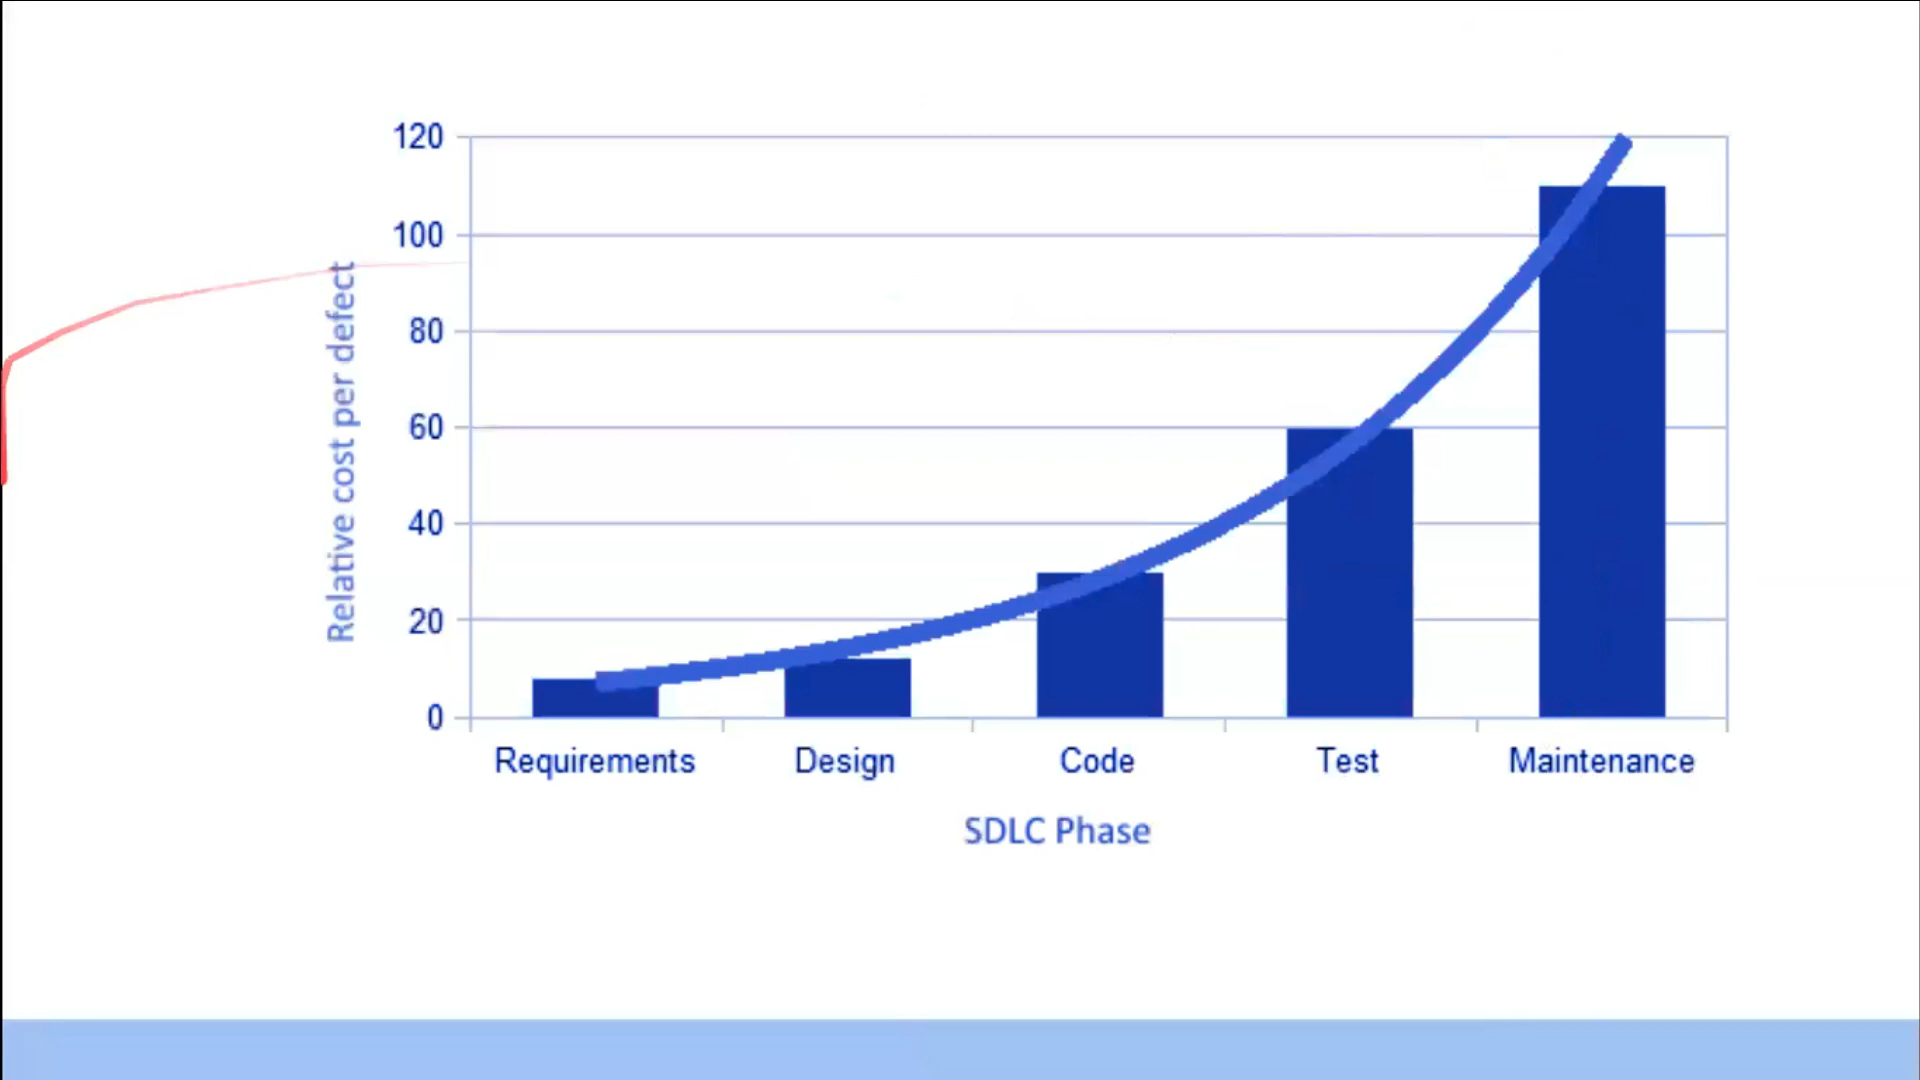 120
100
80
60
40
20
0
Relative cost per defect
Requirements Design Code Test Maintenance
SDLC Phase